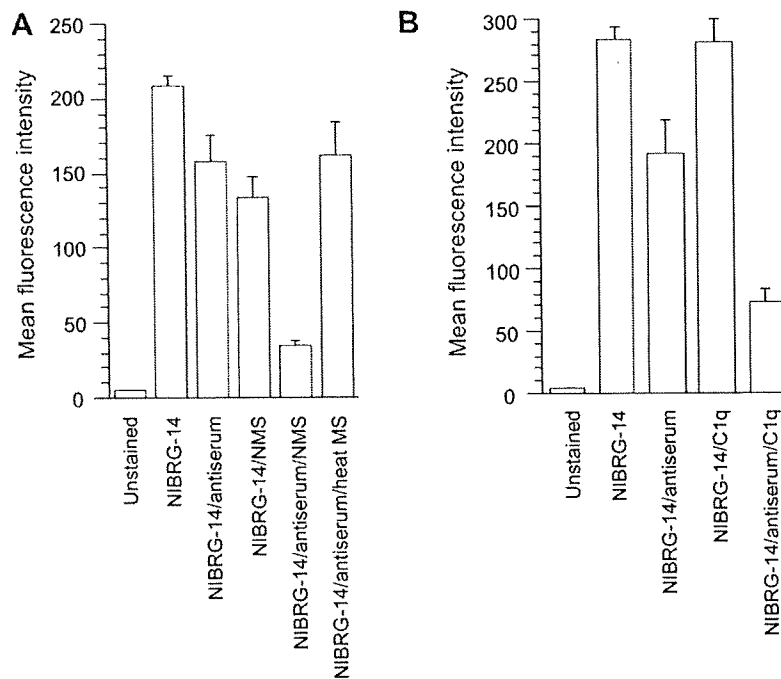 A
Mean fluorescence intensity
250
200
150
100
50
0
Unstained
NIBRG-14
NIBRG-14/antiserum
NIBRG-14/NMS
NIBRG-14/antiserum/NMS
NIBRG-14/antiserum/heat MS
B
Mean fluorescence intensity
300
250
200
150
100
50
0
Unstained
NIBRG-14
NIBRG-14/antiserum
NIBRG-14/C1q
NIBRG-14/antiserum/C1q